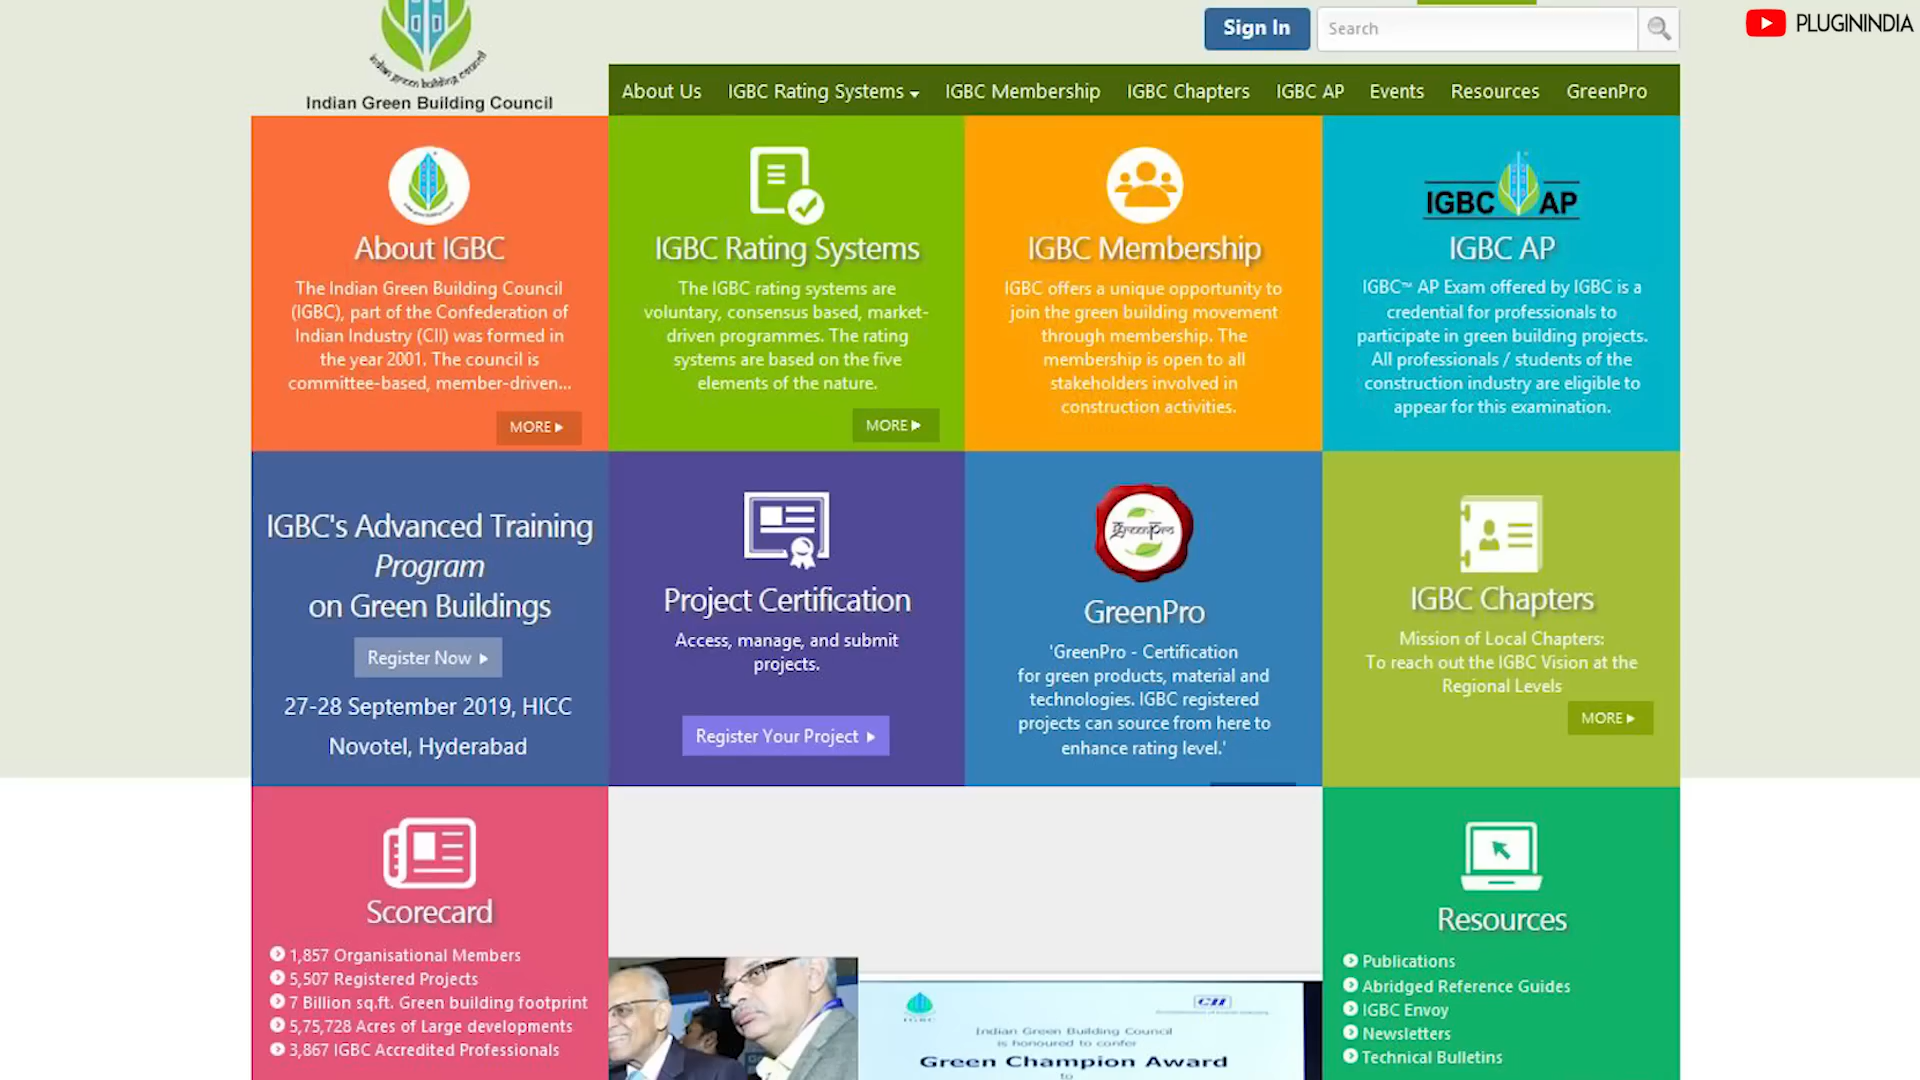 PLUGININDIA
Sign In
Search
indian green building council
Indian Green Building Council
About Us IGBC Rating Systems IGBC Membership IGBC Chapters IGBC AP Events Resources GreenPro
About IGBC
The Indian Green Building Council
(IGBC), part of the Confederation of
Indian Industry (CII) was formed in
the year 2001. The council is
committee-based, member-driven...
MORE
IGBC Rating Systems
The IGBC rating systems are
voluntary, consensus based, market-
driven programmes. The rating
systems are based on the five
elements of the nature.
MORE
IGBC Membership
IGBC offers a unique opportunity to
join the green building movement
through membership. The
membership is open to all
stakeholders involved in
construction activities.
IGBC AP
IGBC AP
IGBC™ AP Exam offered by IGBC is a
credential for professionals to
participate in green building projects.
All professionals / students of the
construction industry are eligible to
appear for this examination.
IGBC's Advanced Training
Program
on Green Buildings
Register Now
27-28 September 2019, HICC
Novotel, Hyderabad
Project Certification
Access, manage, and submit
projects.
Register Your Project
GreenPro
GreenPro
'GreenPro - Certification
for green products, material and
technologies. IGBC registered
projects can source from here to
enhance rating level.'
IGBC Chapters
Mission of Local Chapters:
To reach out the IGBC Vision at the
Regional Levels
MORE
Scorecard
1,857 Organisational Members
5,507 Registered Projects
7 Billion sq.ft. Green building footprint
5,75,728 Acres of Large developments
3,867 IGBC Accredited Professionals
IGBC
CII
Indian Green Building Council
is honoured to confer
Green Champion Award
to
Resources
Publications
Abridged Reference Guides
IGBC Envoy
Newsletters
Technical Bulletins